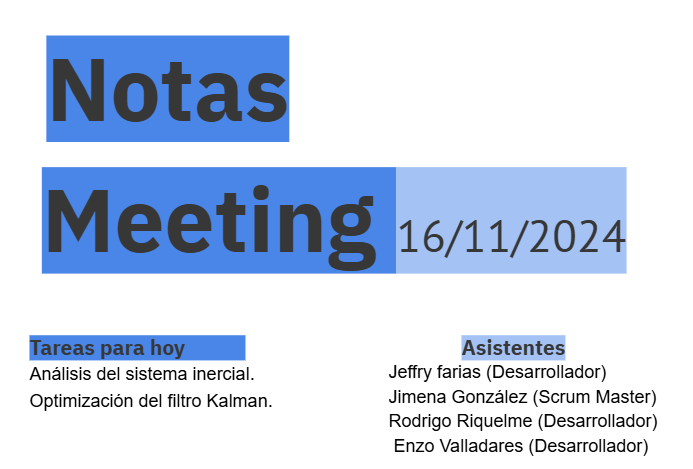 Notas
Meeting 16/11/2024
Tareas para hoy
Análisis del sistema inercial.
Optimización del filtro Kalman.
Asistentes
Jeffry farias (Desarrollador)
Jimena González (Scrum Master)
Rodrigo Riquelme (Desarrollador)
Enzo Valladares (Desarrollador)